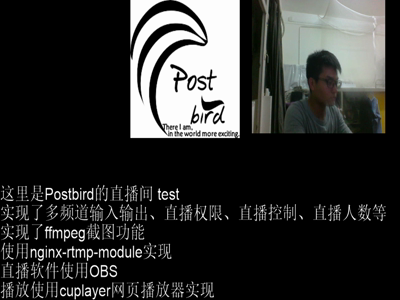 Post
bird
There I am,
in the world more exciting.
这里是Postbird的直播间 test
实现了多频道输入输出、直播权限、直播控制、直播人数等
实现了ffmpeg截图功能
使用nginx-rtmp-module实现
直播软件使用OBS
播放使用cuplayer网页播放器实现